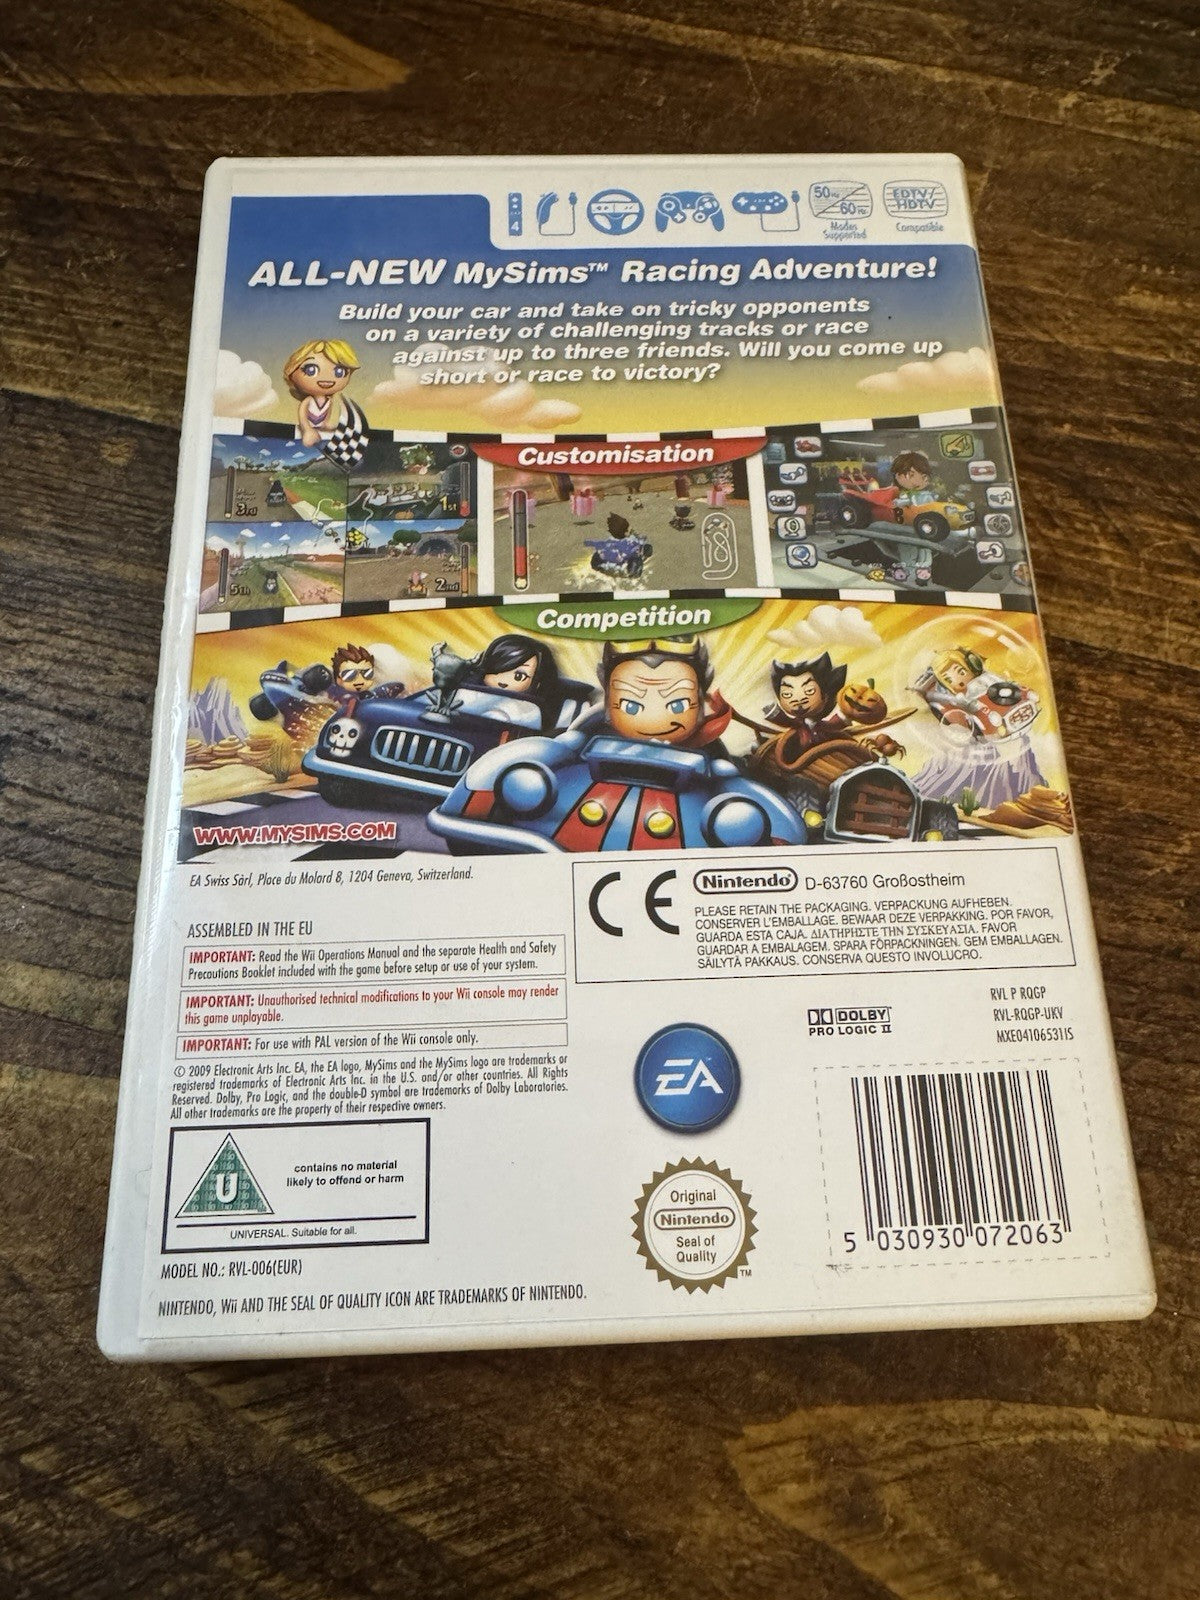 4
50Hz
60Hz
Modes
Supported
EDTV/
HDTV
Compatible
ALL-NEW MySims™ Racing Adventure!
Build your car and take on tricky opponents
on a variety of challenging tracks or race
against up to three friends. Will you come up
short or race to victory?
3rd
1st
5th
2nd
Customisation
Competition
WWW.MYSIMS.COM
EA Swiss Sàrl, Place du Molard 8, 1204 Geneva, Switzerland.
ASSEMBLED IN THE EU
IMPORTANT: Read the Wii Operations Manual and the separate Health and Safety
Precautions Booklet included with the game before setup or use of your system.
IMPORTANT: Unauthorised technical modifications to your Wii console may render
this game unplayable.
IMPORTANT: For use with PAL version of the Wii console only.
© 2009 Electronic Arts Inc. EA, the EA logo, MySims and the MySims logo are trademarks or
registered trademarks of Electronic Arts Inc. in the U.S. and/or other countries. All Rights
Reserved. Dolby, Pro Logic, and the double-D symbol are trademarks of Dolby Laboratories.
All other trademarks are the property of their respective owners.
CE
Nintendo® D-63760 Großostheim
PLEASE RETAIN THE PACKAGING. VERPACKUNG AUFHEBEN.
CONSERVER L'EMBALLAGE. BEWAAR DEZE VERPAKKING. POR FAVOR,
GUARDA ESTA CAJA. ΔΙΑΤΗΡΗΣΤΕ ΤΗΝ ΣΥΣΚΕΥΑΣΙΑ. FAVOR
GUARDAR A EMBALAGEM. SPARA FÖRPACKNINGEN. GEM EMBALLAGEN.
SÄILYTÄ PAKKAUS. CONSERVA QUESTO INVOLUCRO.
DOLBY
PRO LOGIC II
RVL P RQGP
RVL-RQGP-UKV
MXE04106531IS
EA™
U
contains no material
likely to offend or harm
UNIVERSAL. Suitable for all.
Original
Nintendo®
Seal of
Quality
TM
5 030930 072063
MODEL NO.: RVL-006(EUR)
NINTENDO, Wii AND THE SEAL OF QUALITY ICON ARE TRADEMARKS OF NINTENDO.